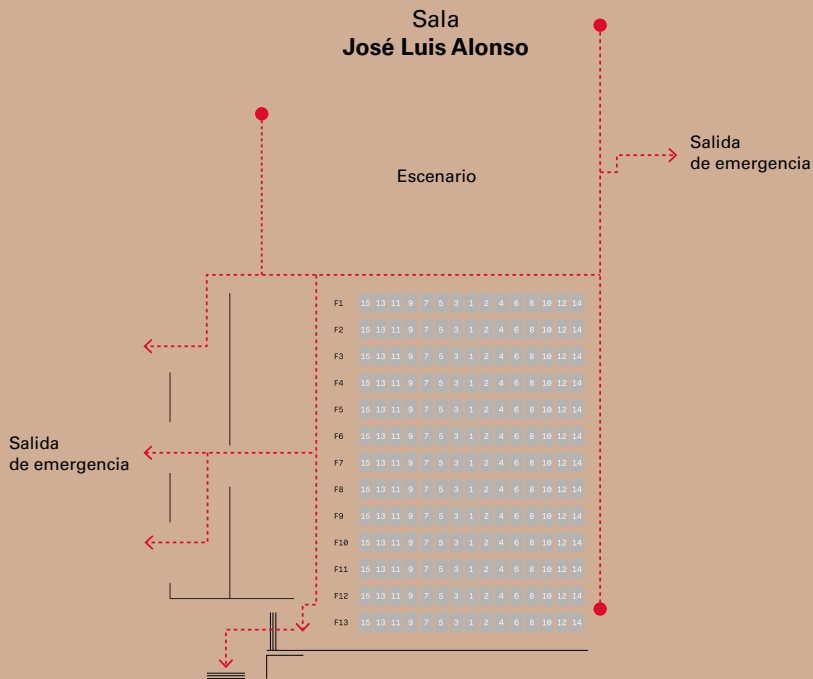 Sala
José Luis Alonso
Salida
de emergencia
Escenario
F1 15 13 11 9 7 5 3 1 2 4 6 8 10 12 14
F2 15 13 11 9 7 5 3 1 2 4 6 8 10 12 14
F3 15 13 11 9 7 5 3 1 2 4 6 8 10 12 14
F4 15 13 11 9 7 5 3 1 2 4 6 8 10 12 14
F5 15 13 11 9 7 5 3 1 2 4 6 8 10 12 14
F6 15 13 11 9 7 5 3 1 2 4 6 8 10 12 14
Salida
de emergencia
F7 15 13 11 9 7 5 3 1 2 4 6 8 10 12 14
F8 15 13 11 9 7 5 3 1 2 4 6 8 10 12 14
F9 15 13 11 9 7 5 3 1 2 4 6 8 10 12 14
F10 15 13 11 9 7 5 3 1 2 4 6 8 10 12 14
F11 15 13 11 9 7 5 3 1 2 4 6 8 10 12 14
F12 15 13 11 9 7 5 3 1 2 4 6 8 10 12 14
F13 15 13 11 9 7 5 3 1 2 4 6 8 10 12 14